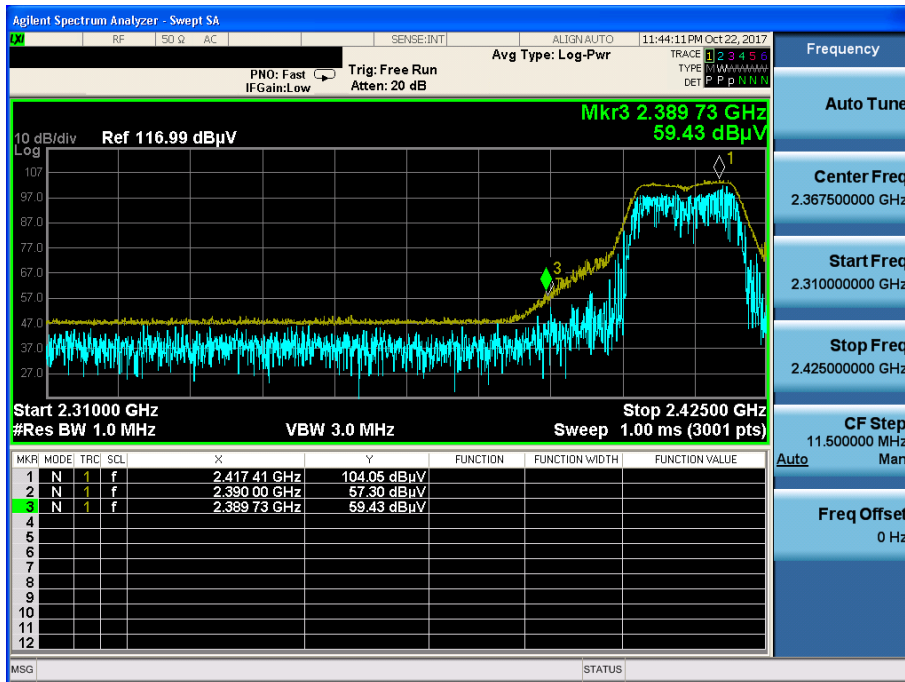 Agilent Spectrum Analyzer - Swept SA
LXI RF 50 Ω AC SENSE:INT ALIGN AUTO 11:44:11 PM Oct 22, 2017
Avg Type: Log-Pwr
TRACE 1 2 3 4 5 6
TYPE M WWWWW
DET P P p N N N
PNO: Fast
IFGain:Low
Trig: Free Run
Atten: 20 dB
Mkr3 2.389 73 GHz
59.43 dBµV
10 dB/div Ref 116.99 dBµV
Log
1
107
97.0
87.0
77.0
3
67.0
57.0
47.0
37.0
27.0
Start 2.31000 GHz Stop 2.42500 GHz
#Res BW 1.0 MHz VBW 3.0 MHz Sweep 1.00 ms (3001 pts)
MKR MODE TRC SCL X Y FUNCTION FUNCTION WIDTH FUNCTION VALUE
1 N 1 f 2.417 41 GHz 104.05 dBµV
2 N 1 f 2.390 00 GHz 57.30 dBµV
3 N 1 f 2.389 73 GHz 59.43 dBµV
4
5
6
7
8
9
10
11
12
MSG STATUS
Frequency
Auto Tune
Center Freq
2.367500000 GHz
Start Freq
2.310000000 GHz
Stop Freq
2.425000000 GHz
CF Step
11.500000 MHz
Auto Man
Freq Offset
0 Hz